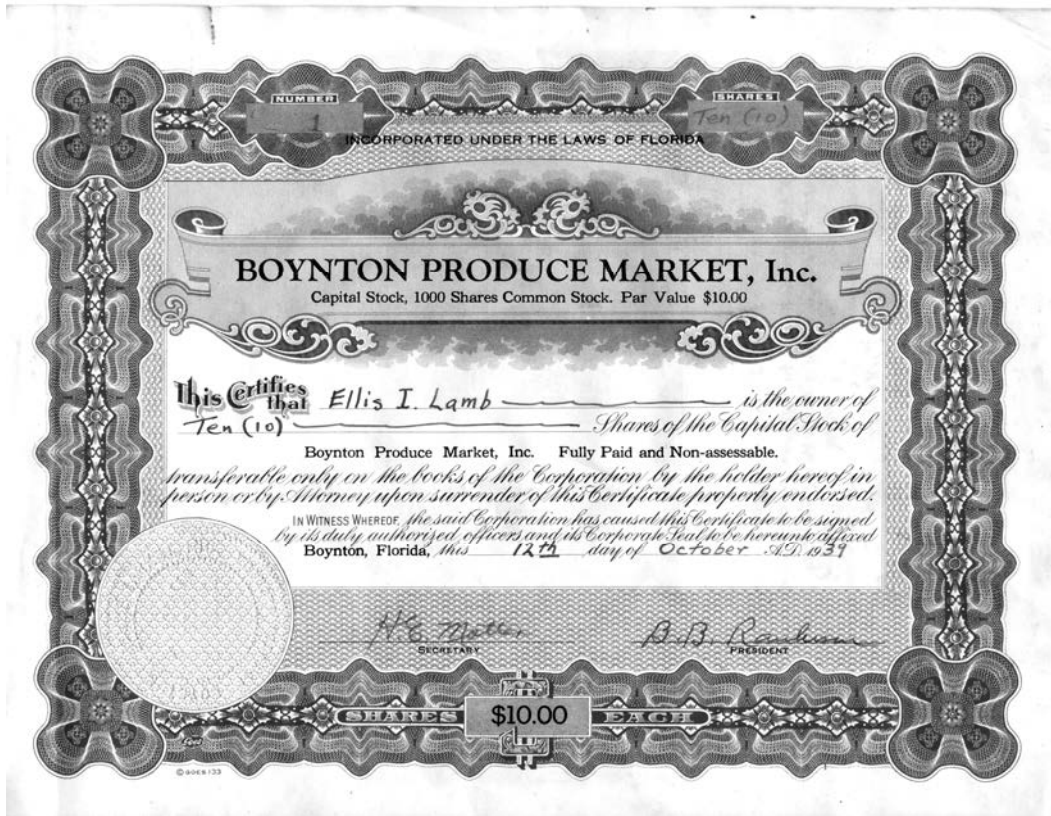 NUMBER
1
SHARES
Ten (10)
INCORPORATED UNDER THE LAWS OF FLORIDA
BOYNTON PRODUCE MARKET, Inc.
Capital Stock, 1000 Shares Common Stock. Par Value $10.00
This Certifies that Ellis I. Lamb is the owner of
Ten (10) Shares of the Capital Stock of
Boynton Produce Market, Inc. Fully Paid and Non-assessable.
transferable only on the books of the Corporation by the holder hereof in
person or by Attorney upon surrender of this Certificate properly endorsed.
IN WITNESS WHEREOF, the said Corporation has caused this Certificate to be signed
by its duly authorized officers and its Corporate Seal to be hereunto affixed
Boynton, Florida, this 12th day of October A.D. 1939
H.E. B.B.
SECRETARY PRESIDENT
SHARES $10.00 EACH
Goes
© GOES 133